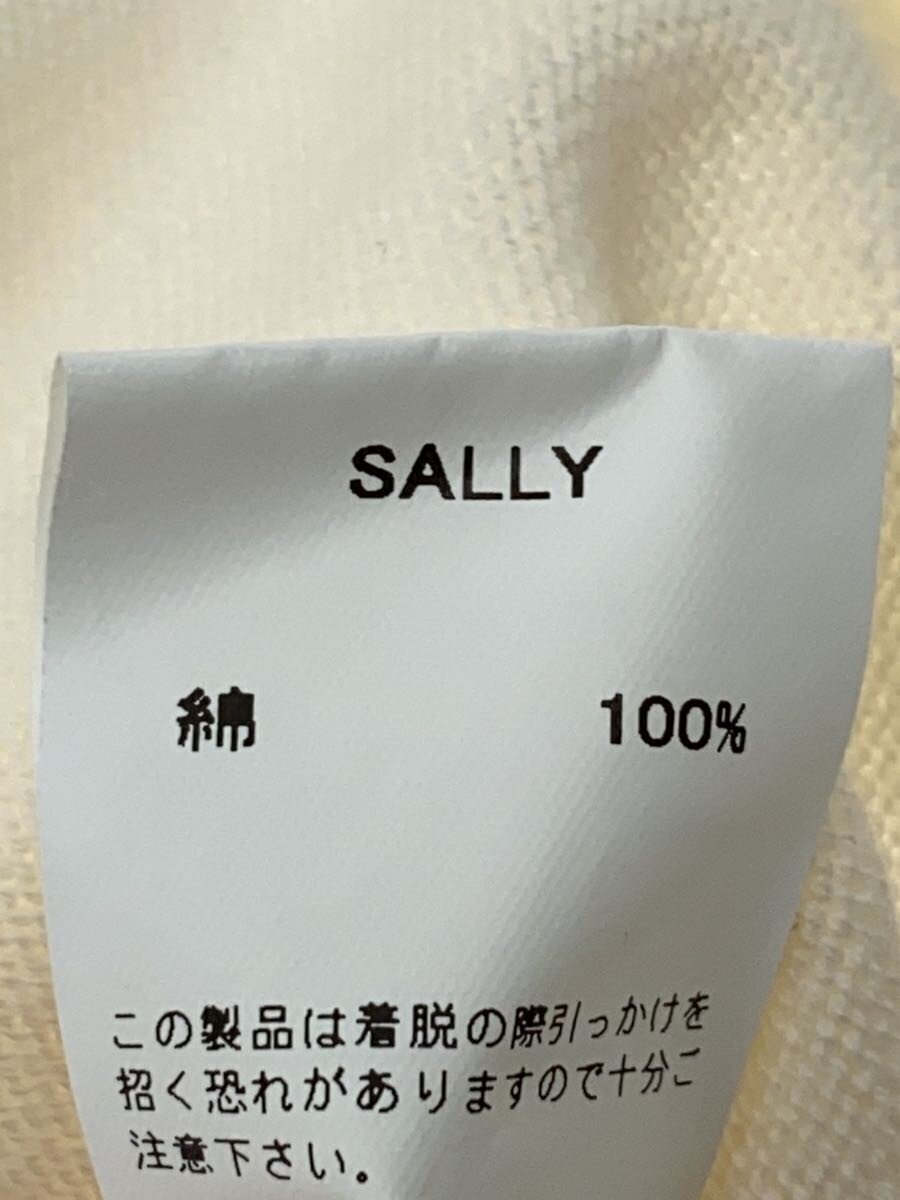 SALLY
綿 100%
この製品は着脱の際引っかけを
招く恐れがありますので十分ご
注意下さい。